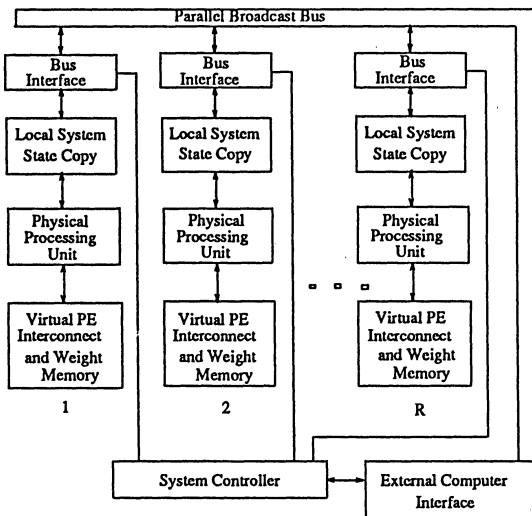 Parallel Broadcast Bus
Bus
Interface
Bus
Interface
Bus
Interface
Local System
State Copy
Local System
State Copy
Local System
State Copy
Physical
Processing
Unit
Physical
Processing
Unit
Physical
Processing
Unit
Virtual PE
Interconnect
and Weight
Memory
Virtual PE
Interconnect
and Weight
Memory
Virtual PE
Interconnect
and Weight
Memory
1
2
R
System Controller
External Computer
Interface